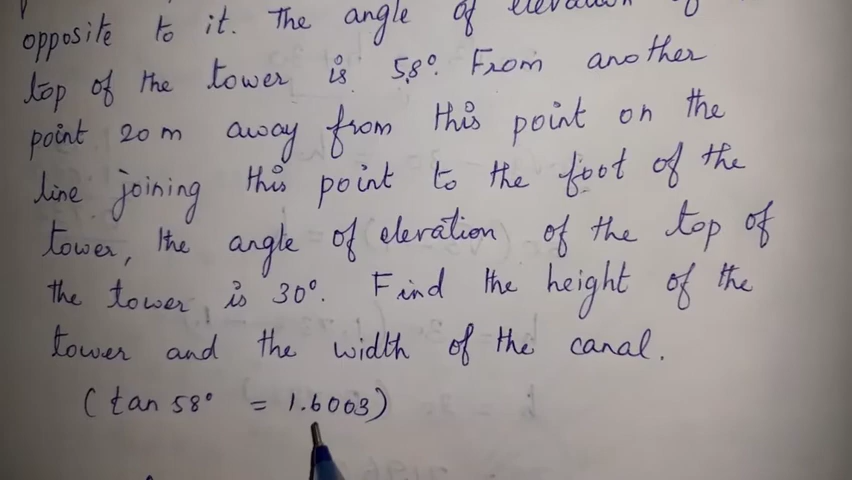 opposite to it. The angle of elevation of
top of the tower is 58°. From another
point 20 m away from this point on the
line joining this point to the foot of the
tower, the angle of elevation of the top of
the tower is 30°. Find the height of the
tower and the width of the canal.
(tan 58° = 1.6003)